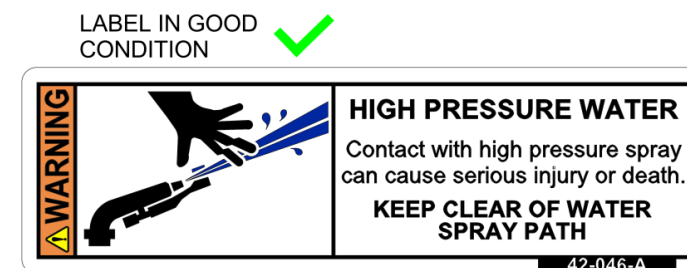 LABEL IN GOOD
CONDITION
WARNING
HIGH PRESSURE WATER
Contact with high pressure spray
can cause serious injury or death.
KEEP CLEAR OF WATER
SPRAY PATH
42-046-A